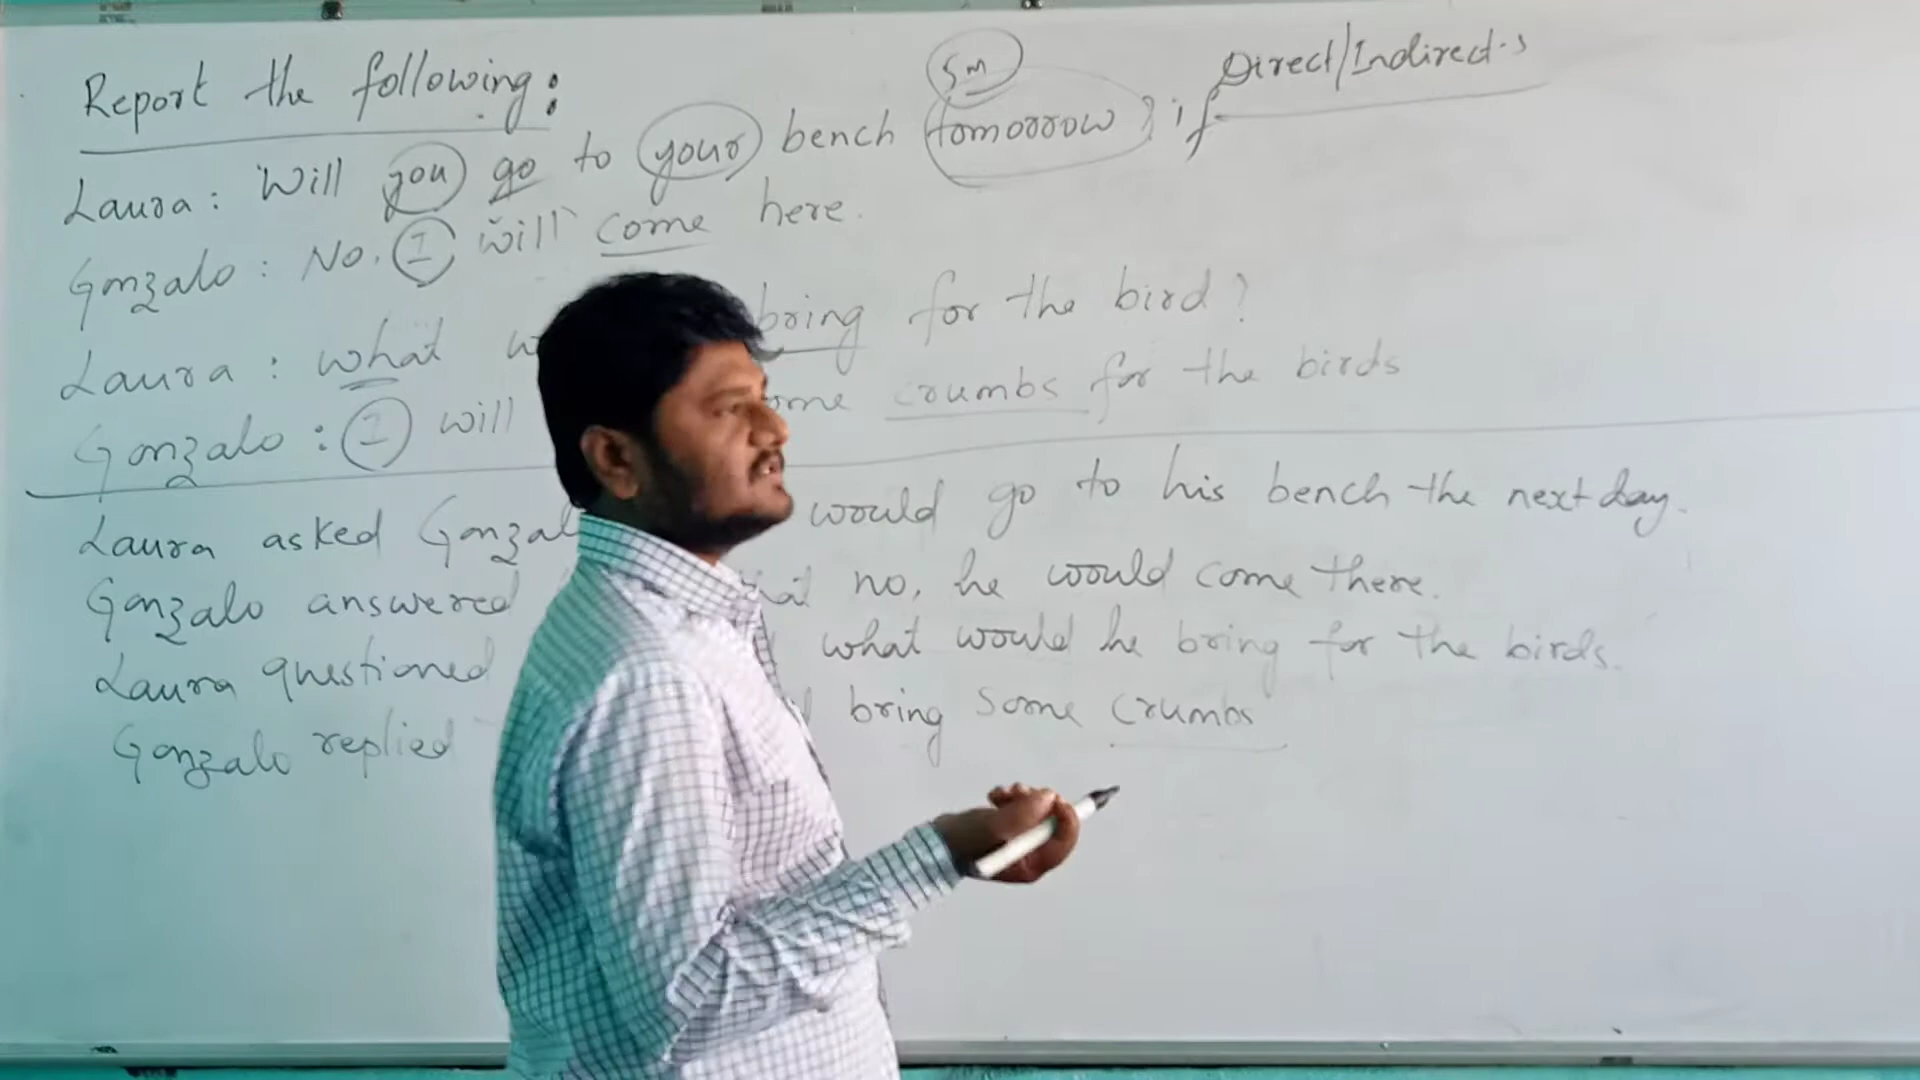 Direct/Indirect.s
Report the following:
5m
Laura: Will you go to your bench tomorrow? if
Gonzalo: No. I will come here.
Laura: what bring for the bird?
Gonzalo: I will crumbs for the birds
Laura asked would go to his bench the next day.
Gonzalo answered no, he would come there.
Laura questioned what would he bring for the birds.
Gonzalo replied bring some crumbs